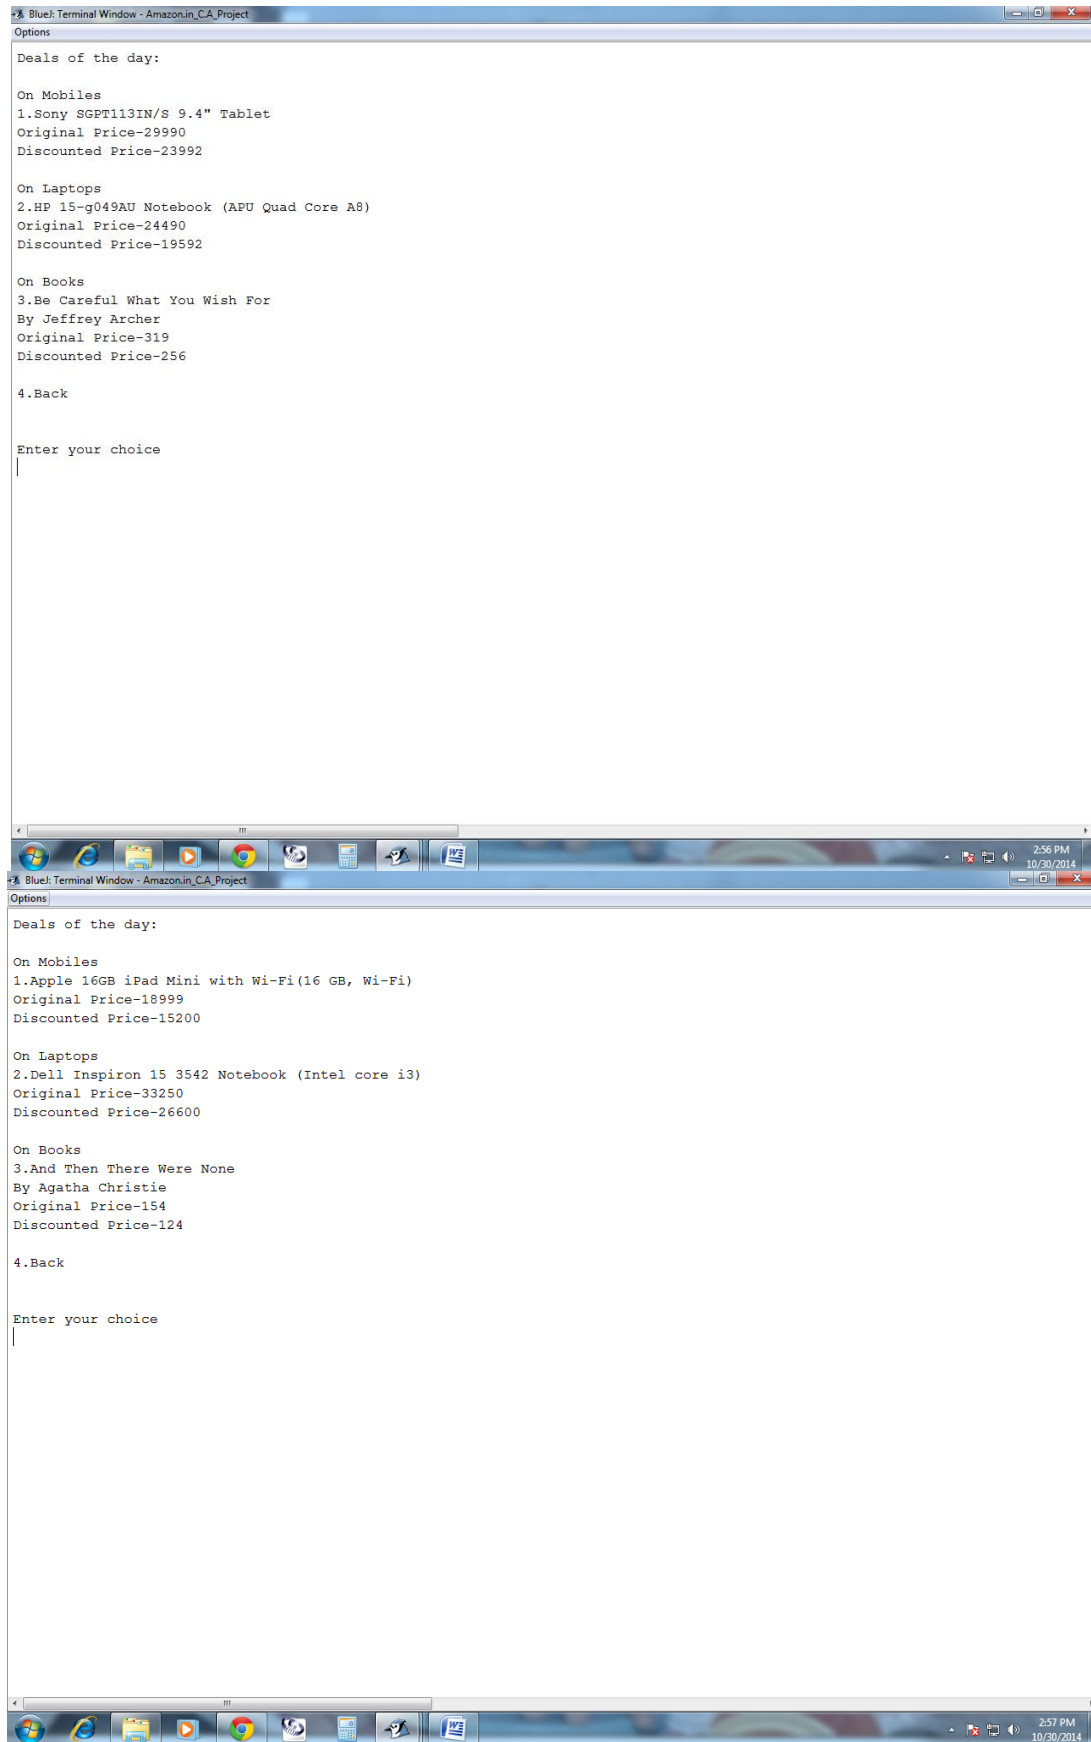 BlueJ: Terminal Window - Amazon.in_C.A_Project
Options
Deals of the day:
On Mobiles
1.Sony SGPT113IN/S 9.4" Tablet
Original Price-29990
Discounted Price-23992
On Laptops
2.HP 15-g049AU Notebook (APU Quad Core A8)
Original Price-24490
Discounted Price-19592
On Books
3.Be Careful What You Wish For
By Jeffrey Archer
Original Price-319
Discounted Price-256
4.Back
Enter your choice
2:56 PM
10/30/2014
BlueJ: Terminal Window - Amazon.in_C.A_Project
Options
Deals of the day:
On Mobiles
1.Apple 16GB iPad Mini with Wi-Fi(16 GB, Wi-Fi)
Original Price-18999
Discounted Price-15200
On Laptops
2.Dell Inspiron 15 3542 Notebook (Intel core i3)
Original Price-33250
Discounted Price-26600
On Books
3.And Then There Were None
By Agatha Christie
Original Price-154
Discounted Price-124
4.Back
Enter your choice
2:57 PM
10/30/2014